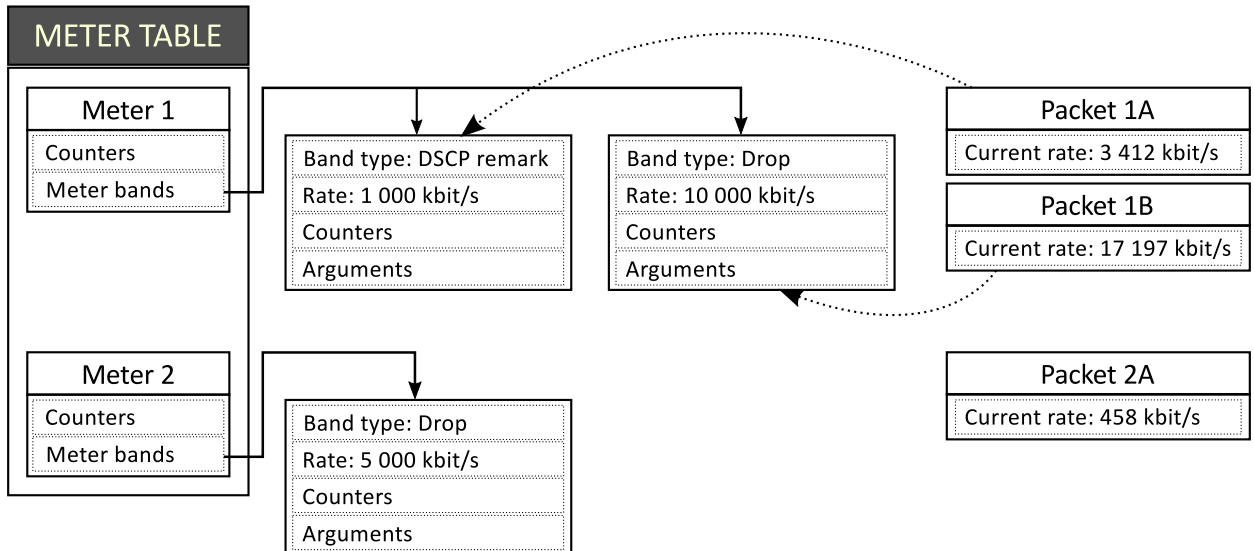 METER TABLE
Meter 1
Counters
Meter bands
Band type: DSCP remark
Rate: 1 000 kbit/s
Counters
Arguments
Band type: Drop
Rate: 10 000 kbit/s
Counters
Arguments
Packet 1A
Current rate: 3 412 kbit/s
Packet 1B
Current rate: 17 197 kbit/s
Meter 2
Counters
Meter bands
Band type: Drop
Rate: 5 000 kbit/s
Counters
Arguments
Packet 2A
Current rate: 458 kbit/s